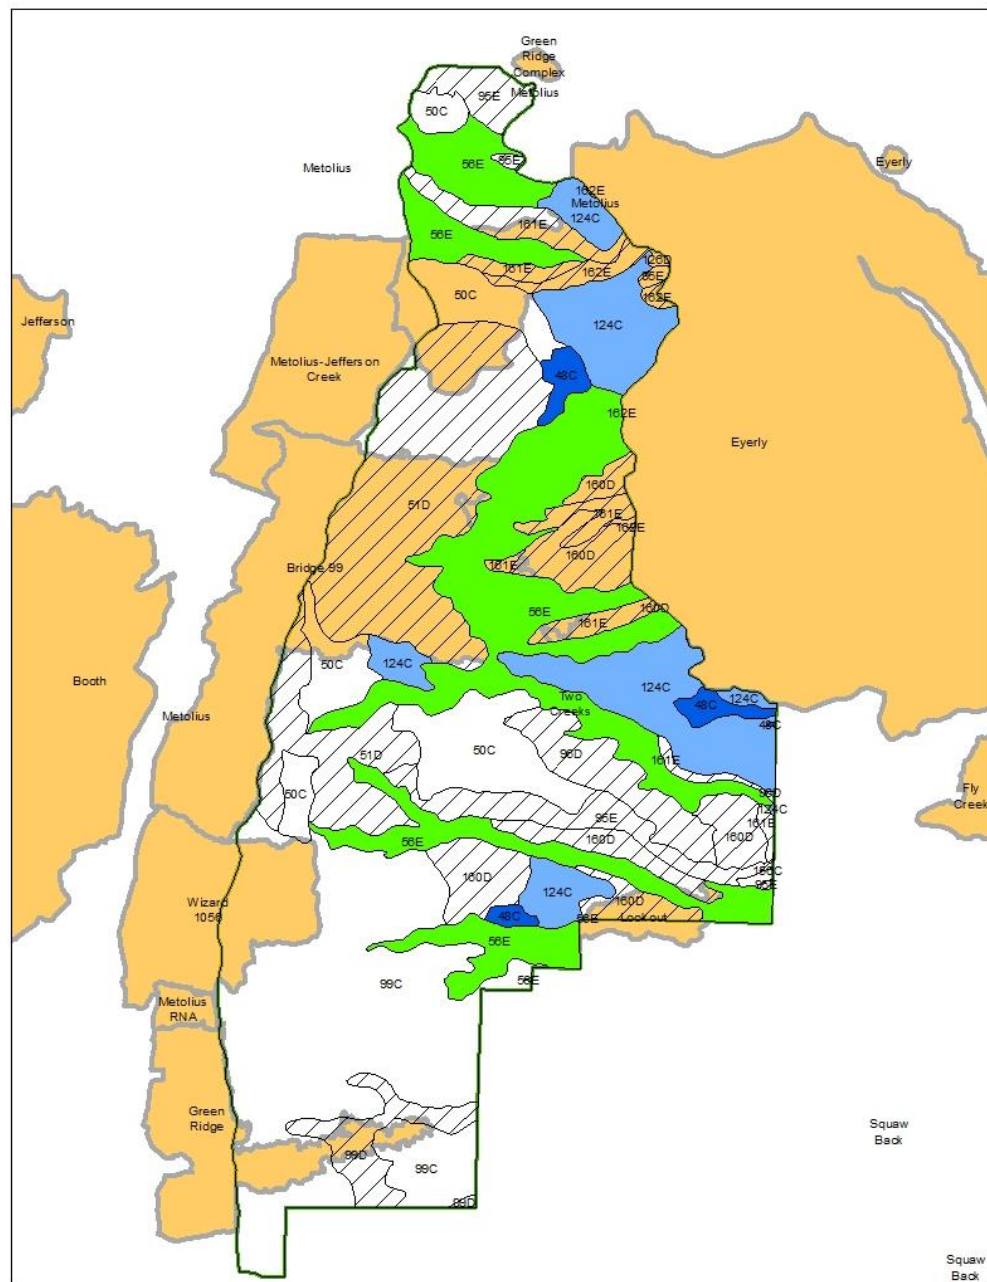 Green
Ridge
Complex
Metolius
95E
50C
Metolius
56E
95E
Eyerly
162E
Metolius
124C
161E
56E
126D
95E
162E
161E
162E
50C
124C
Jefferson
Metolius-Jefferson
Creek
48C
162E
Eyerly
160D
51D
161E
162E
160D
161E
Bridge 99
56E
160D
161E
50C
124C
Booth
124C
Two
Creeks
48C
124C
48C
Metolius
51D
50C
96D
161E
50C
96D
124C
161E
Fly
Creek
95E
56E
160D
160D
156C
95E
160D
124C
160D
Wizard
1056
48C
56E
Lookout
56E
99C
56E
Metolius
RNA
Green
Ridge
Squaw
Back
99D
99C
99D
Squaw
Back